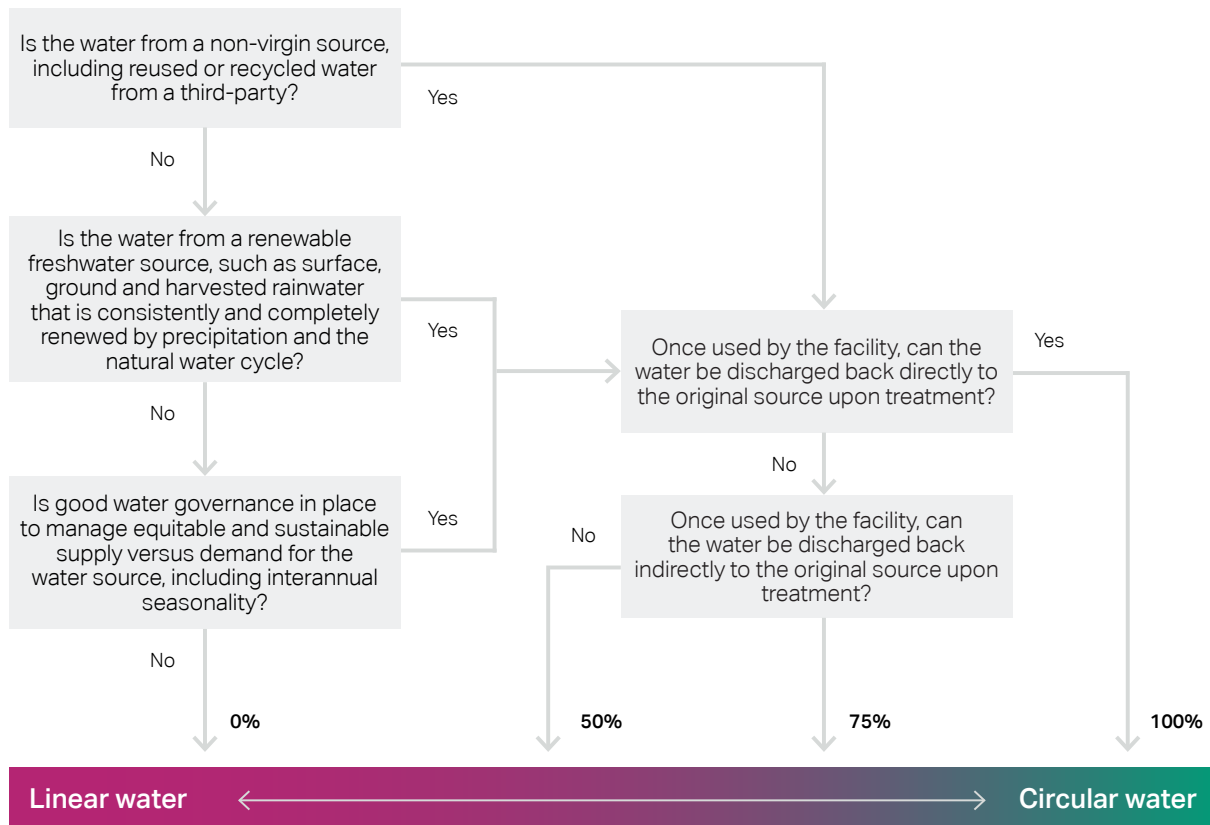 Is the water from a non-virgin source,
including reused or recycled water
from a third-party?
Yes
No
Is the water from a renewable
freshwater source, such as surface,
ground and harvested rainwater
that is consistently and completely
renewed by precipitation and the
natural water cycle?
Yes
No
Is good water governance in place
to manage equitable and sustainable
supply versus demand for the
water source, including interannual
seasonality?
Yes
No
Once used by the facility, can the
water be discharged back directly to
the original source upon treatment?
Yes
No
Once used by the facility, can
the water be discharged back
indirectly to the original source upon
treatment?
No
0%
50%
75%
100%
Linear water
Circular water